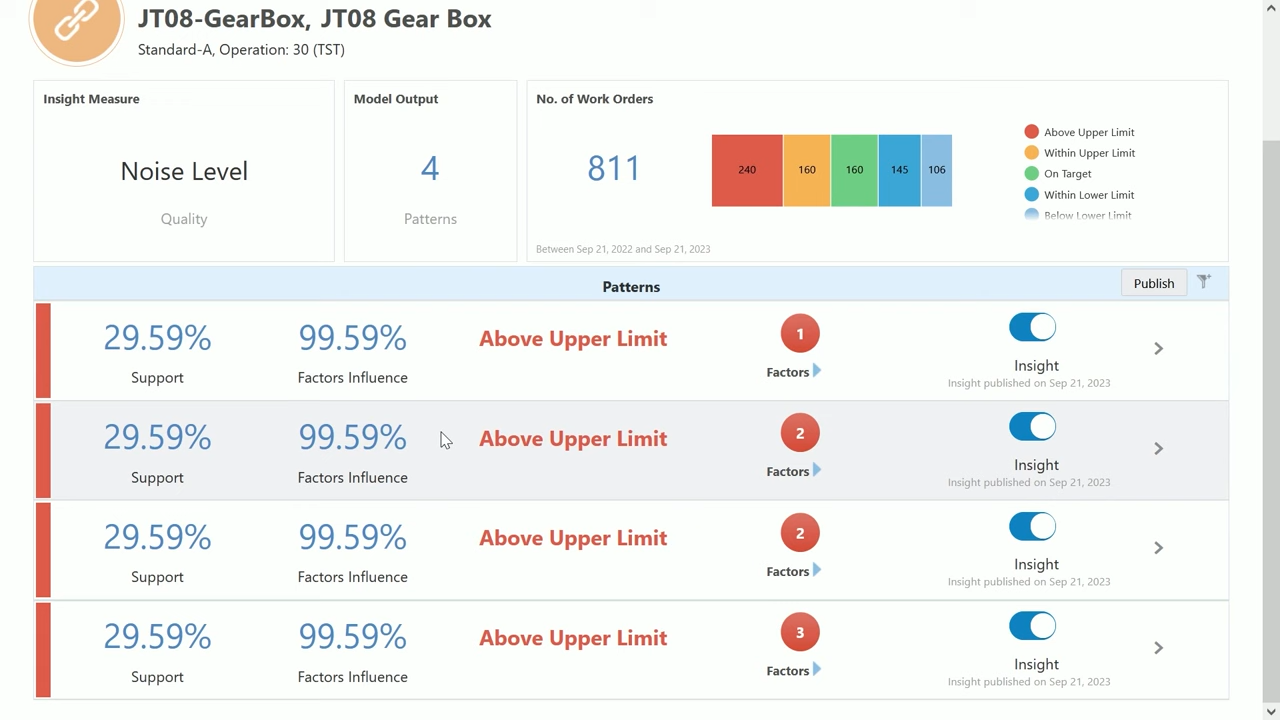 JT08-GearBox, JT08 Gear Box
Standard-A, Operation: 30 (TST)
Insight Measure
Noise Level
Quality
Model Output
4
Patterns
No. of Work Orders
811
240 160 160 145 106
Above Upper Limit
Within Upper Limit
On Target
Within Lower Limit
Below Lower Limit
Between Sep 21, 2022 and Sep 21, 2023
Patterns
Publish
29.59% 99.59% Above Upper Limit 1
Support Factors Influence Factors Insight
Insight published on Sep 21, 2023
29.59% 99.59% Above Upper Limit 2
Support Factors Influence Factors Insight
Insight published on Sep 21, 2023
29.59% 99.59% Above Upper Limit 2
Support Factors Influence Factors Insight
Insight published on Sep 21, 2023
29.59% 99.59% Above Upper Limit 3
Support Factors Influence Factors Insight
Insight published on Sep 21, 2023